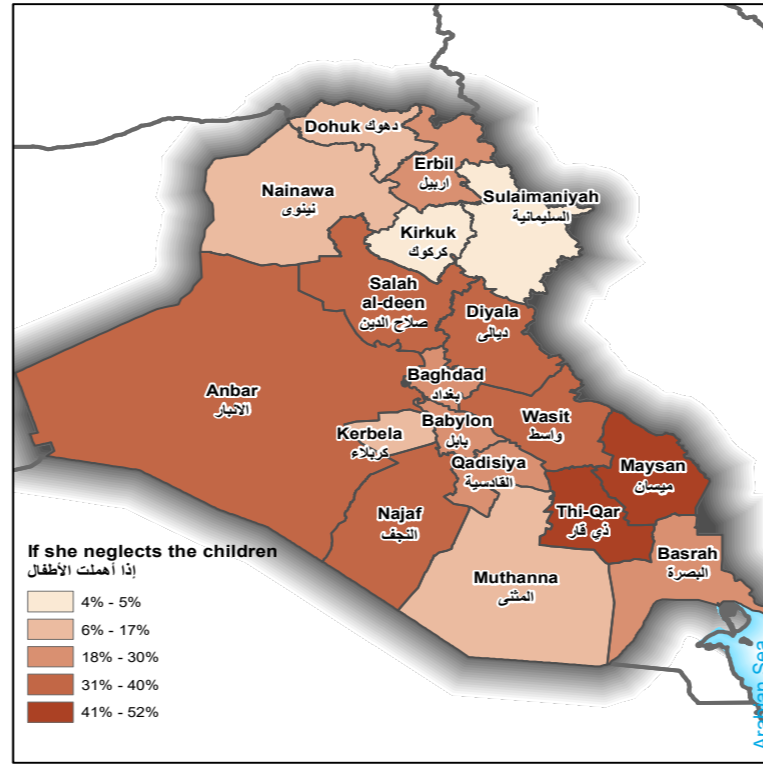 Dohuk دهوك
Erbil
اربيل
Nainawa
نينوى
Sulaimaniyah
السليمانية
Kirkuk
كركوك
Salah
al-deen
صلاح الدين
Diyala
ديالى
Baghdad
بغداد
Anbar
الانبار
Babylon
بابل
Wasit
واسط
Kerbela
كربلاء
Maysan
ميسان
Qadisiya
القادسية
Najaf
النجف
Thi-Qar
ذي قار
Basrah
البصرة
Muthanna
المثنى
If she neglects the children
إذا أهملت الأطفال
4% - 5%
6% - 17%
18% - 30%
31% - 40%
41% - 52%
Arabian Sea